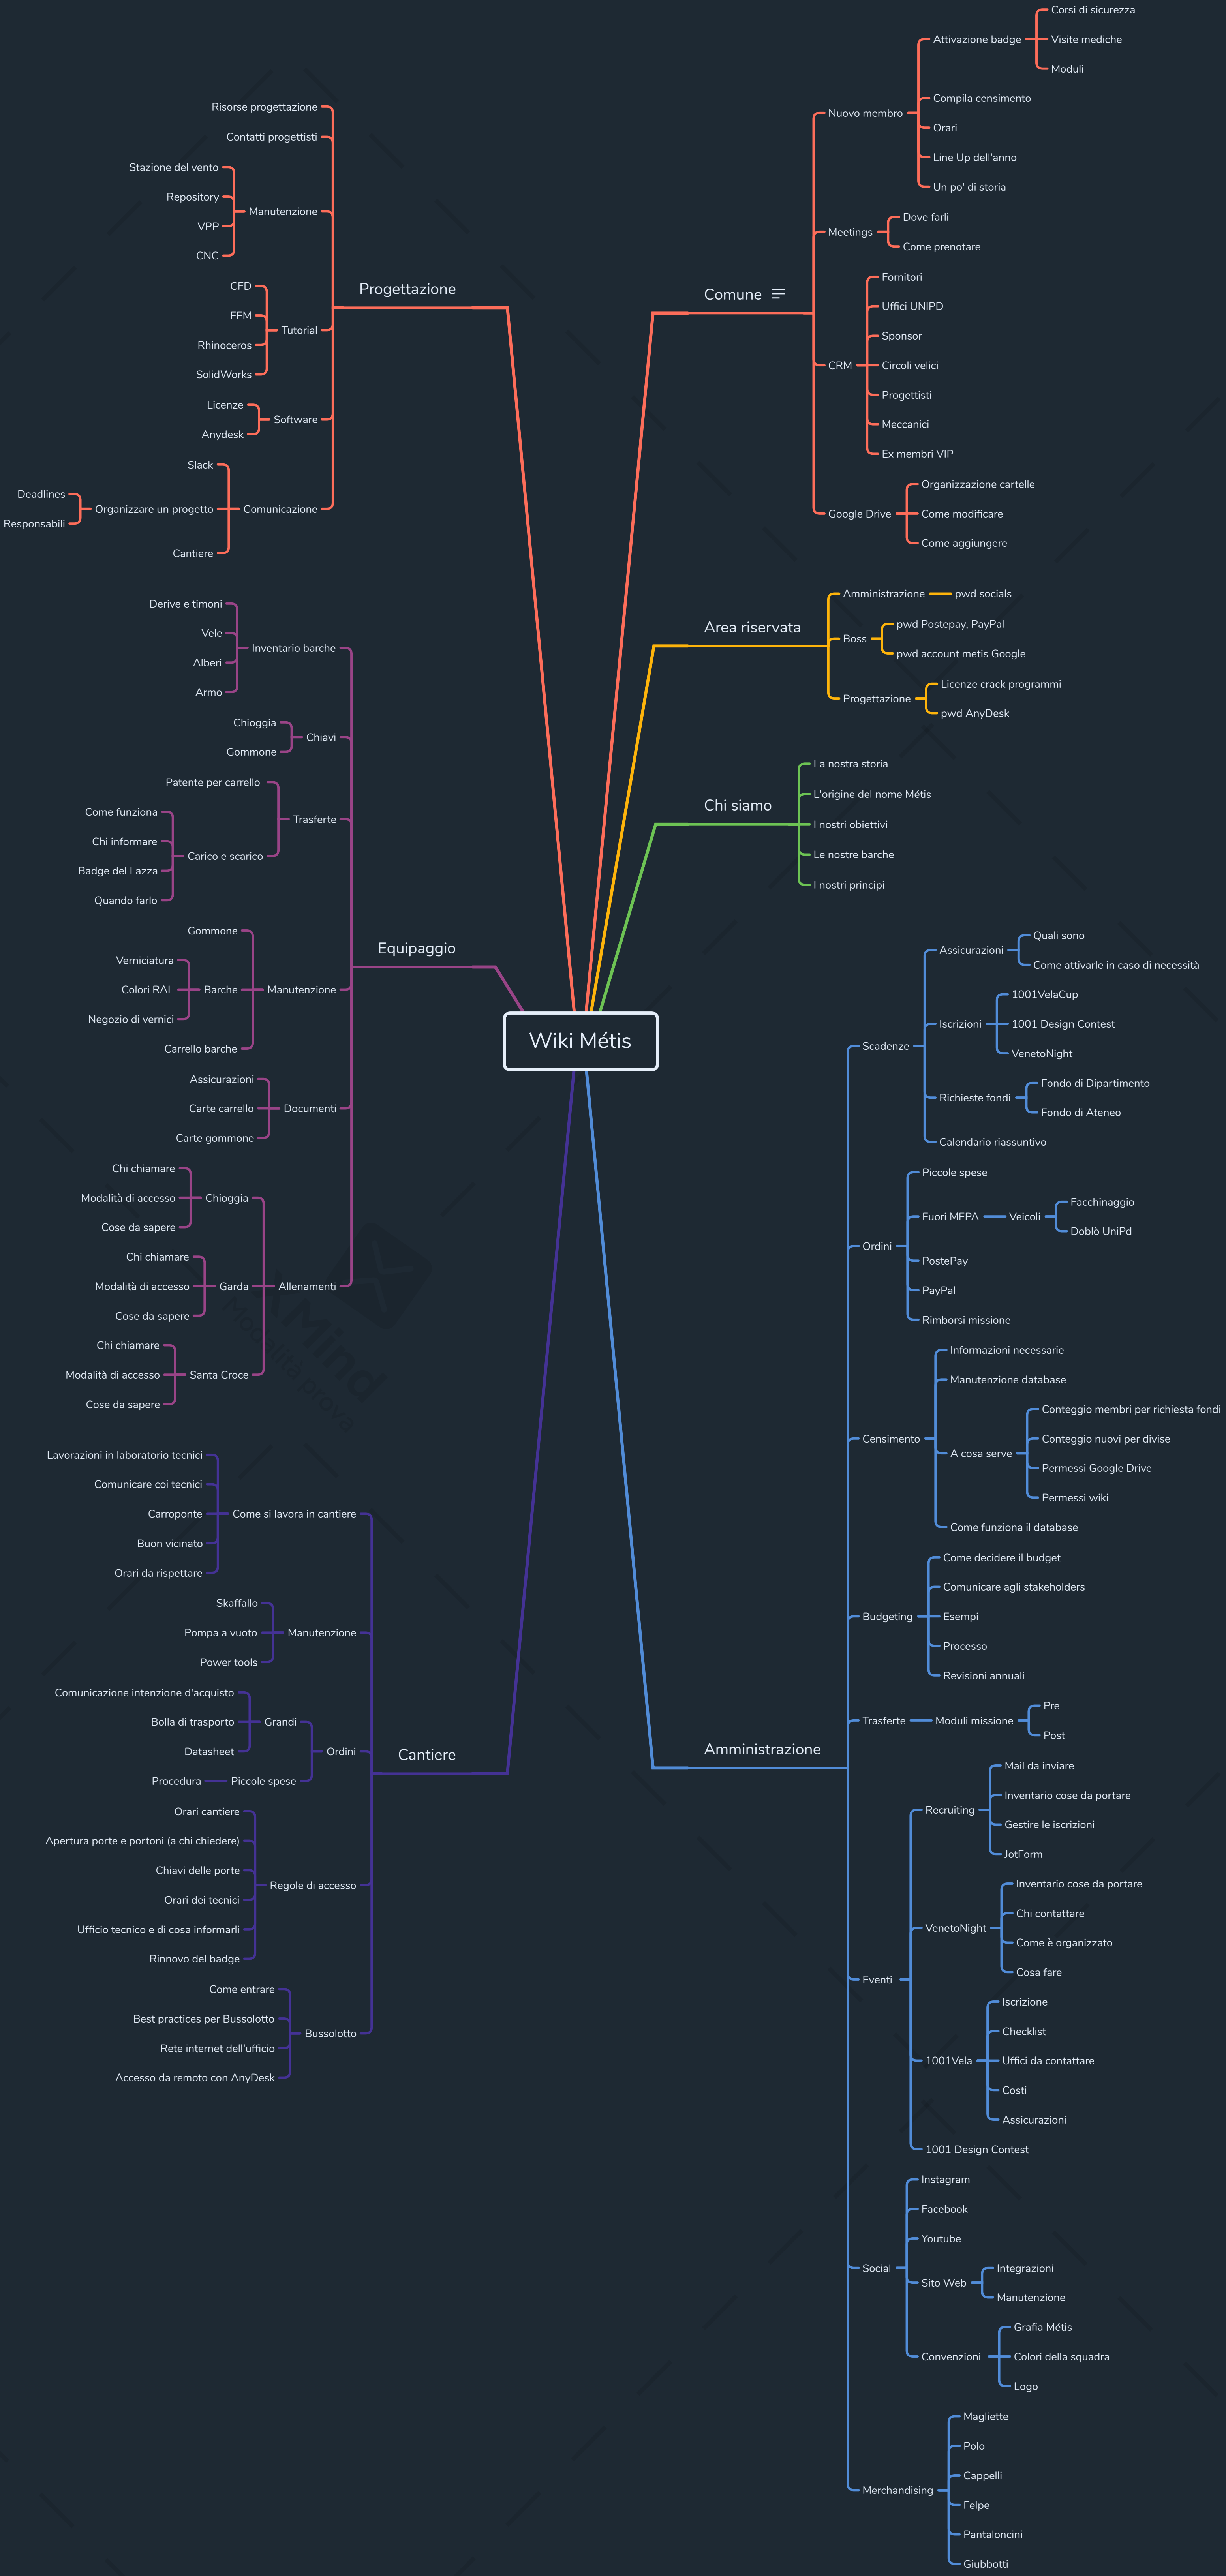 Wiki Métis
Comune
Nuovo membro
Attivazione badge
Corsi di sicurezza
Visite mediche
Moduli
Compila censimento
Orari
Line Up dell'anno
Un po' di storia
Meetings
Dove farli
Come prenotare
CRM
Fornitori
Uffici UNIPD
Sponsor
Circoli velici
Progettisti
Meccanici
Ex membri VIP
Google Drive
Organizzazione cartelle
Come modificare
Come aggiungere
Area riservata
Amministrazione
pwd socials
Boss
pwd Postepay, PayPal
pwd account metis Google
Progettazione
Licenze crack programmi
pwd AnyDesk
Chi siamo
La nostra storia
L'origine del nome Métis
I nostri obiettivi
Le nostre barche
I nostri principi
Amministrazione
Scadenze
Assicurazioni
Quali sono
Come attivarle in caso di necessità
Iscrizioni
1001VelaCup
1001 Design Contest
VenetoNight
Richieste fondi
Fondo di Dipartimento
Fondo di Ateneo
Calendario riassuntivo
Ordini
Piccole spese
Fuori MEPA
Veicoli
Facchinaggio
Doblò UniPd
PostePay
PayPal
Rimborsi missione
Censimento
Informazioni necessarie
Manutenzione database
A cosa serve
Conteggio membri per richiesta fondi
Conteggio nuovi per divise
Permessi Google Drive
Permessi wiki
Come funziona il database
Budgeting
Come decidere il budget
Comunicare agli stakeholders
Esempi
Processo
Revisioni annuali
Trasferte
Moduli missione
Pre
Post
Eventi
Recruiting
Mail da inviare
Inventario cose da portare
Gestire le iscrizioni
JotForm
VenetoNight
Inventario cose da portare
Chi contattare
Come è organizzato
Cosa fare
1001Vela
Iscrizione
Checklist
Uffici da contattare
Costi
Assicurazioni
1001 Design Contest
Social
Instagram
Facebook
Youtube
Sito Web
Integrazioni
Manutenzione
Convenzioni
Grafia Métis
Colori della squadra
Logo
Merchandising
Magliette
Polo
Cappelli
Felpe
Pantaloncini
Giubbotti
Progettazione
Risorse progettazione
Contatti progettisti
Manutenzione
Stazione del vento
Repository
VPP
CNC
Tutorial
CFD
FEM
Rhinoceros
SolidWorks
Software
Licenze
Anydesk
Comunicazione
Slack
Organizzare un progetto
Deadlines
Responsabili
Cantiere
Equipaggio
Inventario barche
Derive e timoni
Vele
Alberi
Armo
Chiavi
Chioggia
Gommone
Trasferte
Patente per carrello
Carico e scarico
Come funziona
Chi informare
Badge del Lazza
Quando farlo
Manutenzione
Gommone
Barche
Verniciatura
Colori RAL
Negozio di vernici
Carrello barche
Documenti
Assicurazioni
Carte carrello
Carte gommone
Allenamenti
Chioggia
Chi chiamare
Modalità di accesso
Cose da sapere
Garda
Chi chiamare
Modalità di accesso
Cose da sapere
Santa Croce
Chi chiamare
Modalità di accesso
Cose da sapere
XMind
Modalità prova
Cantiere
Come si lavora in cantiere
Lavorazioni in laboratorio tecnici
Comunicare coi tecnici
Carroponte
Buon vicinato
Orari da rispettare
Manutenzione
Skaffallo
Pompa a vuoto
Power tools
Ordini
Grandi
Comunicazione intenzione d'acquisto
Bolla di trasporto
Datasheet
Piccole spese
Procedura
Regole di accesso
Orari cantiere
Apertura porte e portoni (a chi chiedere)
Chiavi delle porte
Orari dei tecnici
Ufficio tecnico e di cosa informarli
Rinnovo del badge
Bussolotto
Come entrare
Best practices per Bussolotto
Rete internet dell'ufficio
Accesso da remoto con AnyDesk